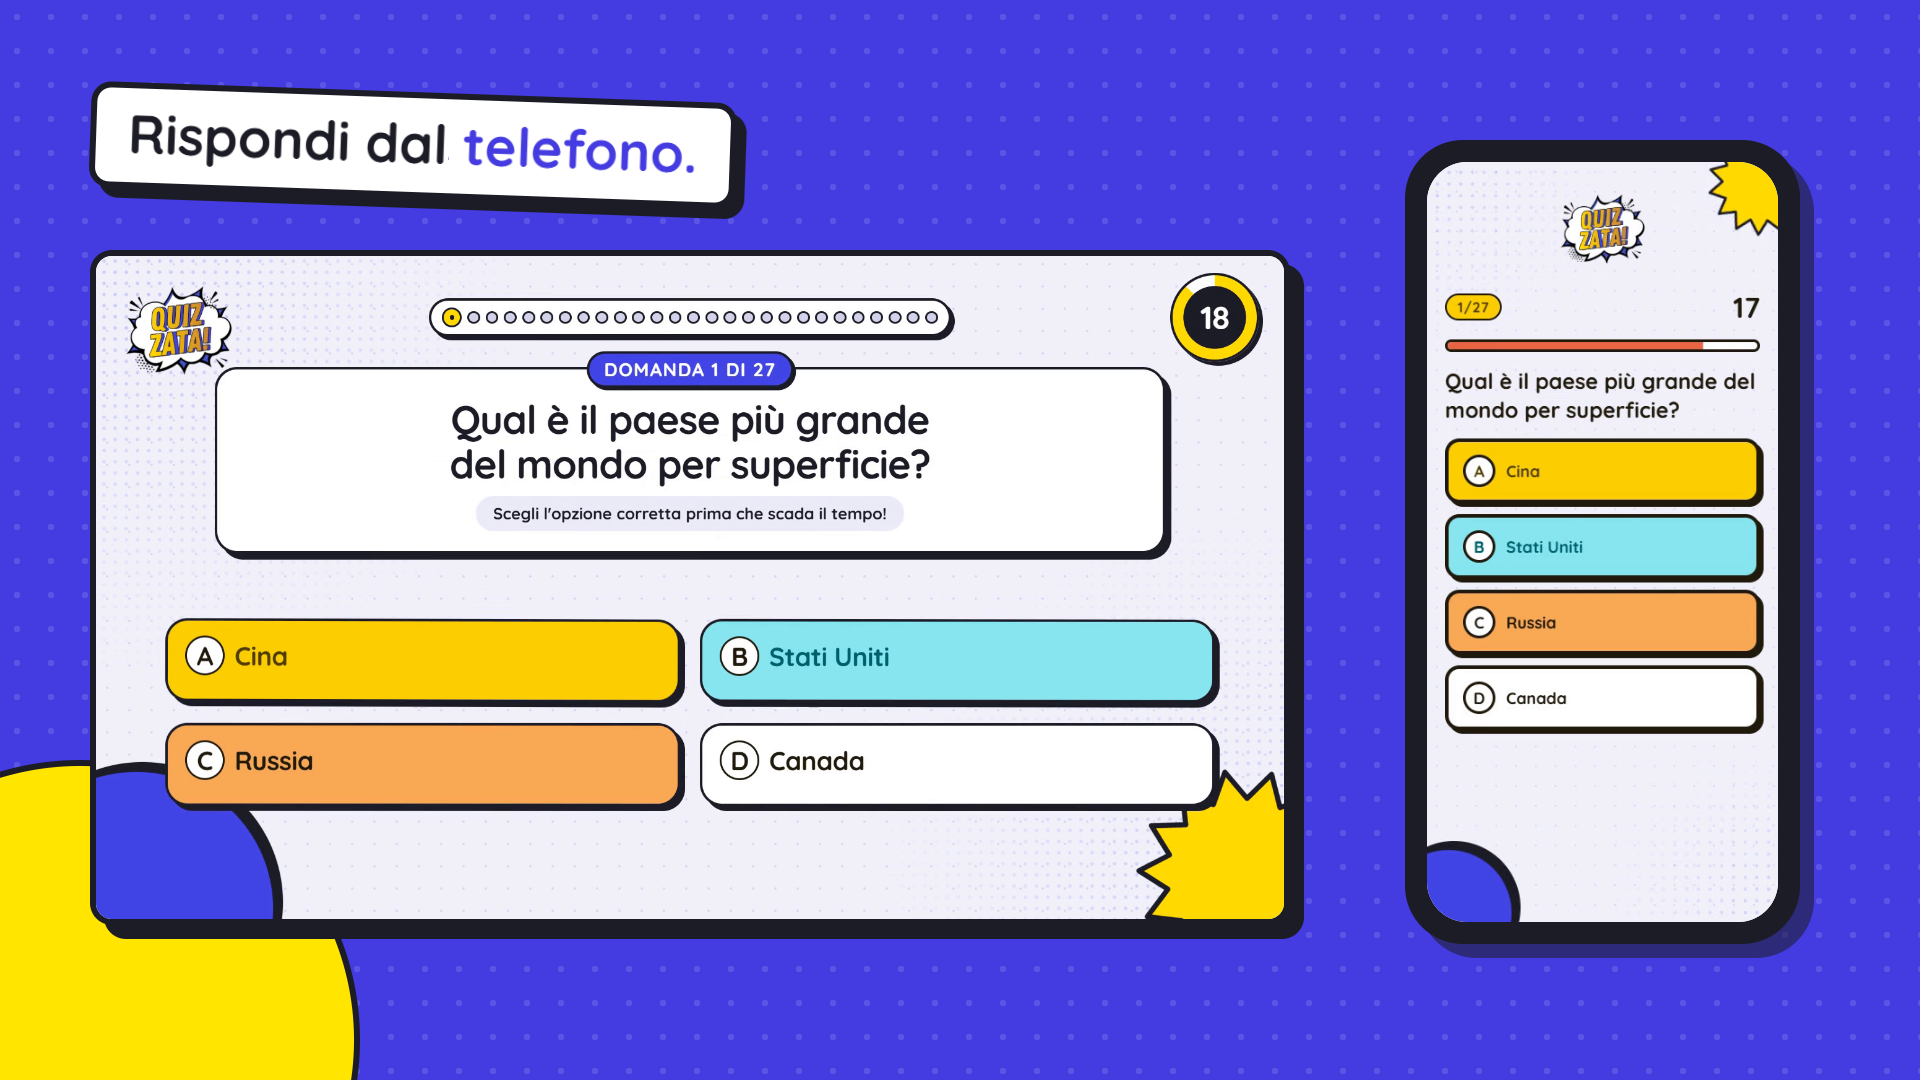 Rispondi dal telefono.
QUIZ
ZATA!
18
DOMANDA 1 DI 27
Qual è il paese più grande
del mondo per superficie?
Scegli l'opzione corretta prima che scada il tempo!
A Cina
B Stati Uniti
C Russia
D Canada
QUIZ
ZATA!
1/27
17
Qual è il paese più grande del
mondo per superficie?
A Cina
B Stati Uniti
C Russia
D Canada